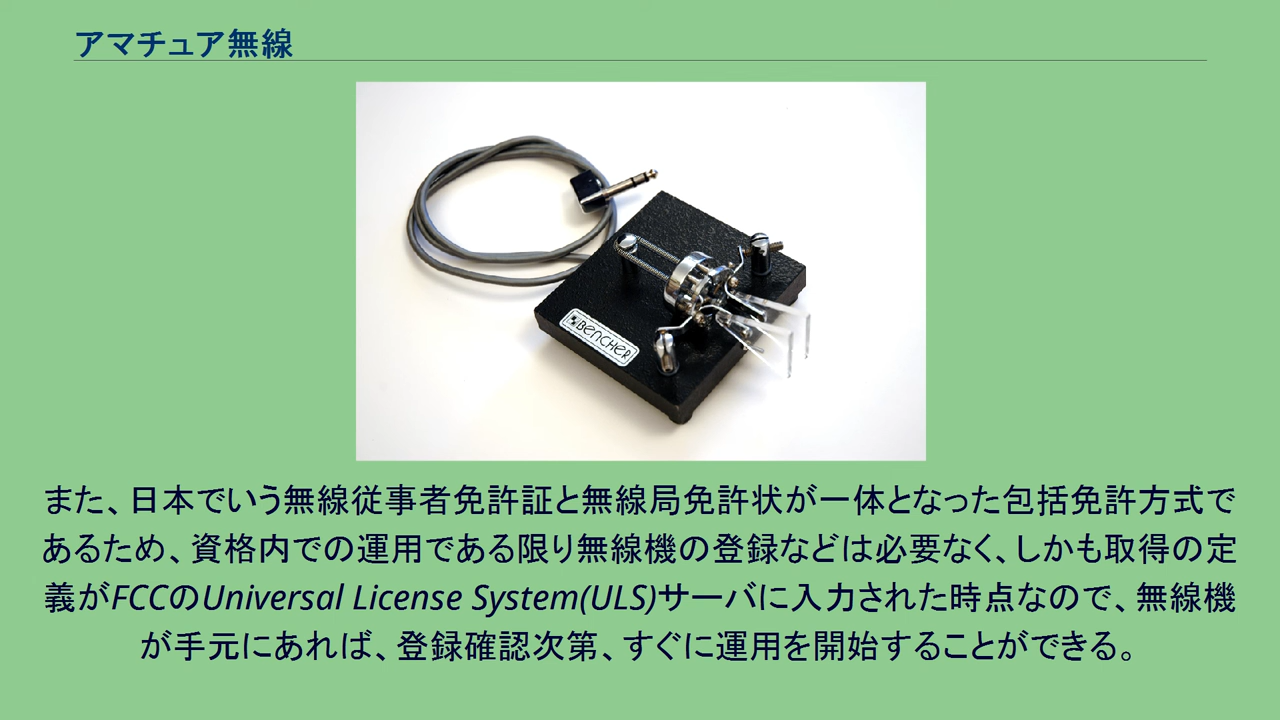 アマチュア無線
BENCHER
また、日本でいう無線従事者免許証と無線局免許状が一体となった包括免許方式で
あるため、資格内での運用である限り無線機の登録などは必要なく、しかも取得の定
義がFCCのUniversal License System(ULS)サーバに入力された時点なので、無線機
が手元にあれば、登録確認次第、すぐに運用を開始することができる。